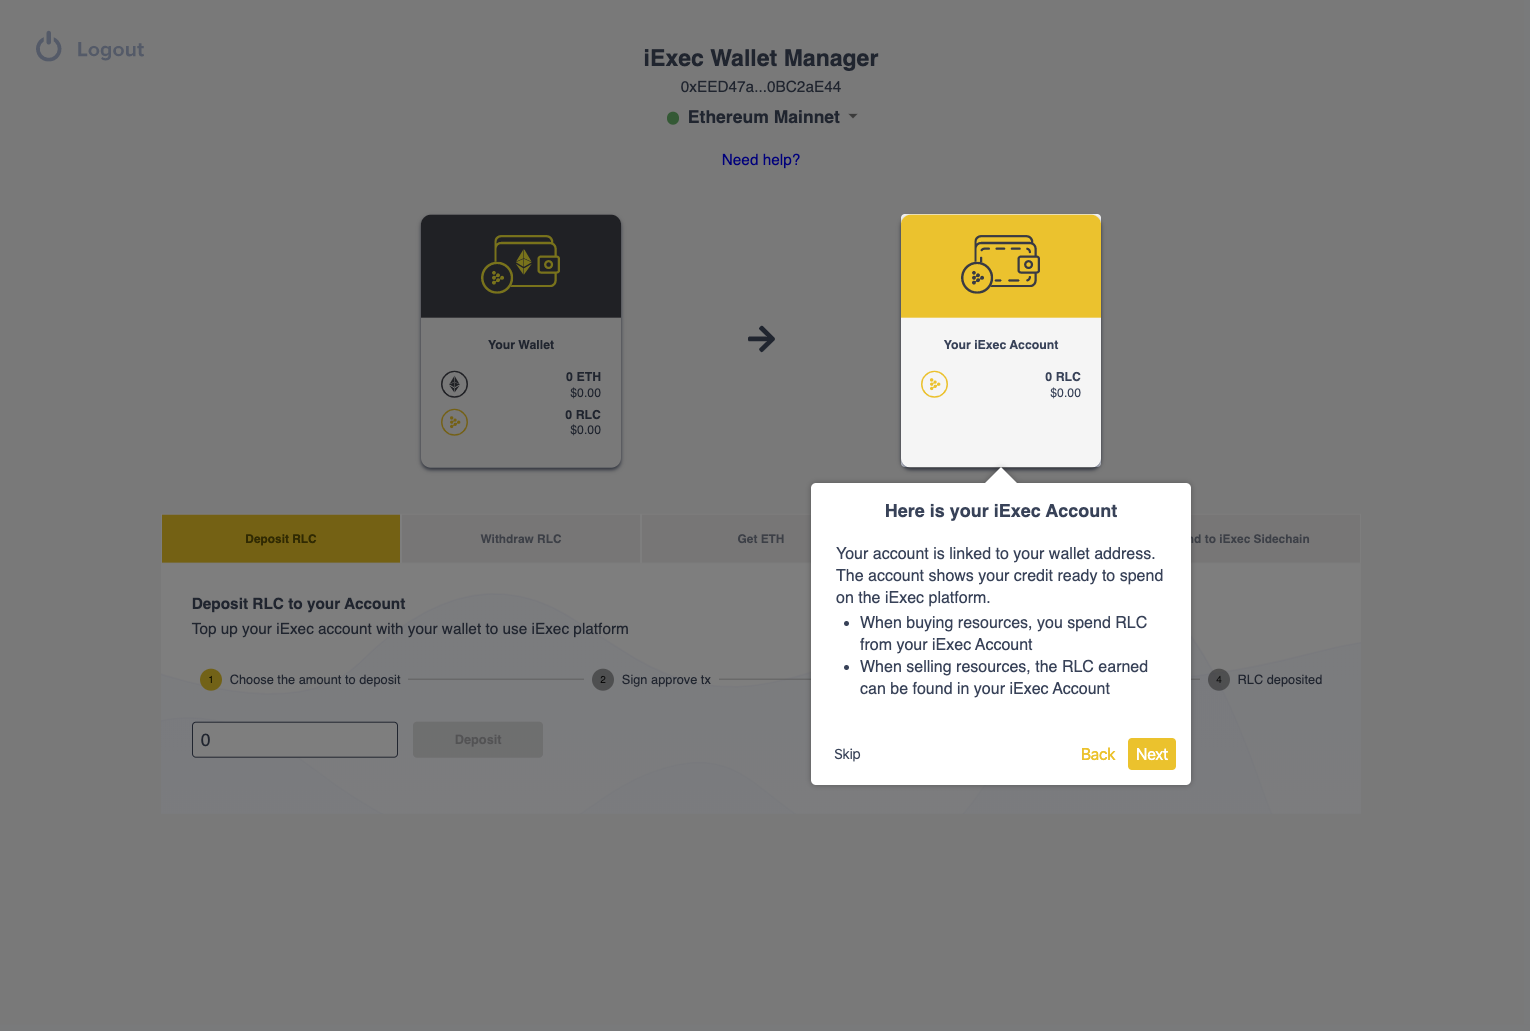 Logout
iExec Wallet Manager
0xEED47a...0BC2aE44
Ethereum Mainnet
Need help?
Your Wallet
0 ETH
$0.00
0 RLC
$0.00
Your iExec Account
0 RLC
$0.00
Deposit RLC
Withdraw RLC
Get ETH
to iExec Sidechain
Deposit RLC to your Account
Top up your iExec account with your wallet to use iExec platform
1 Choose the amount to deposit
2 Sign approve tx
4 RLC deposited
0
Deposit
Here is your iExec Account
Your account is linked to your wallet address.
The account shows your credit ready to spend
on the iExec platform.
• When buying resources, you spend RLC
from your iExec Account
• When selling resources, the RLC earned
can be found in your iExec Account
Skip
Back
Next